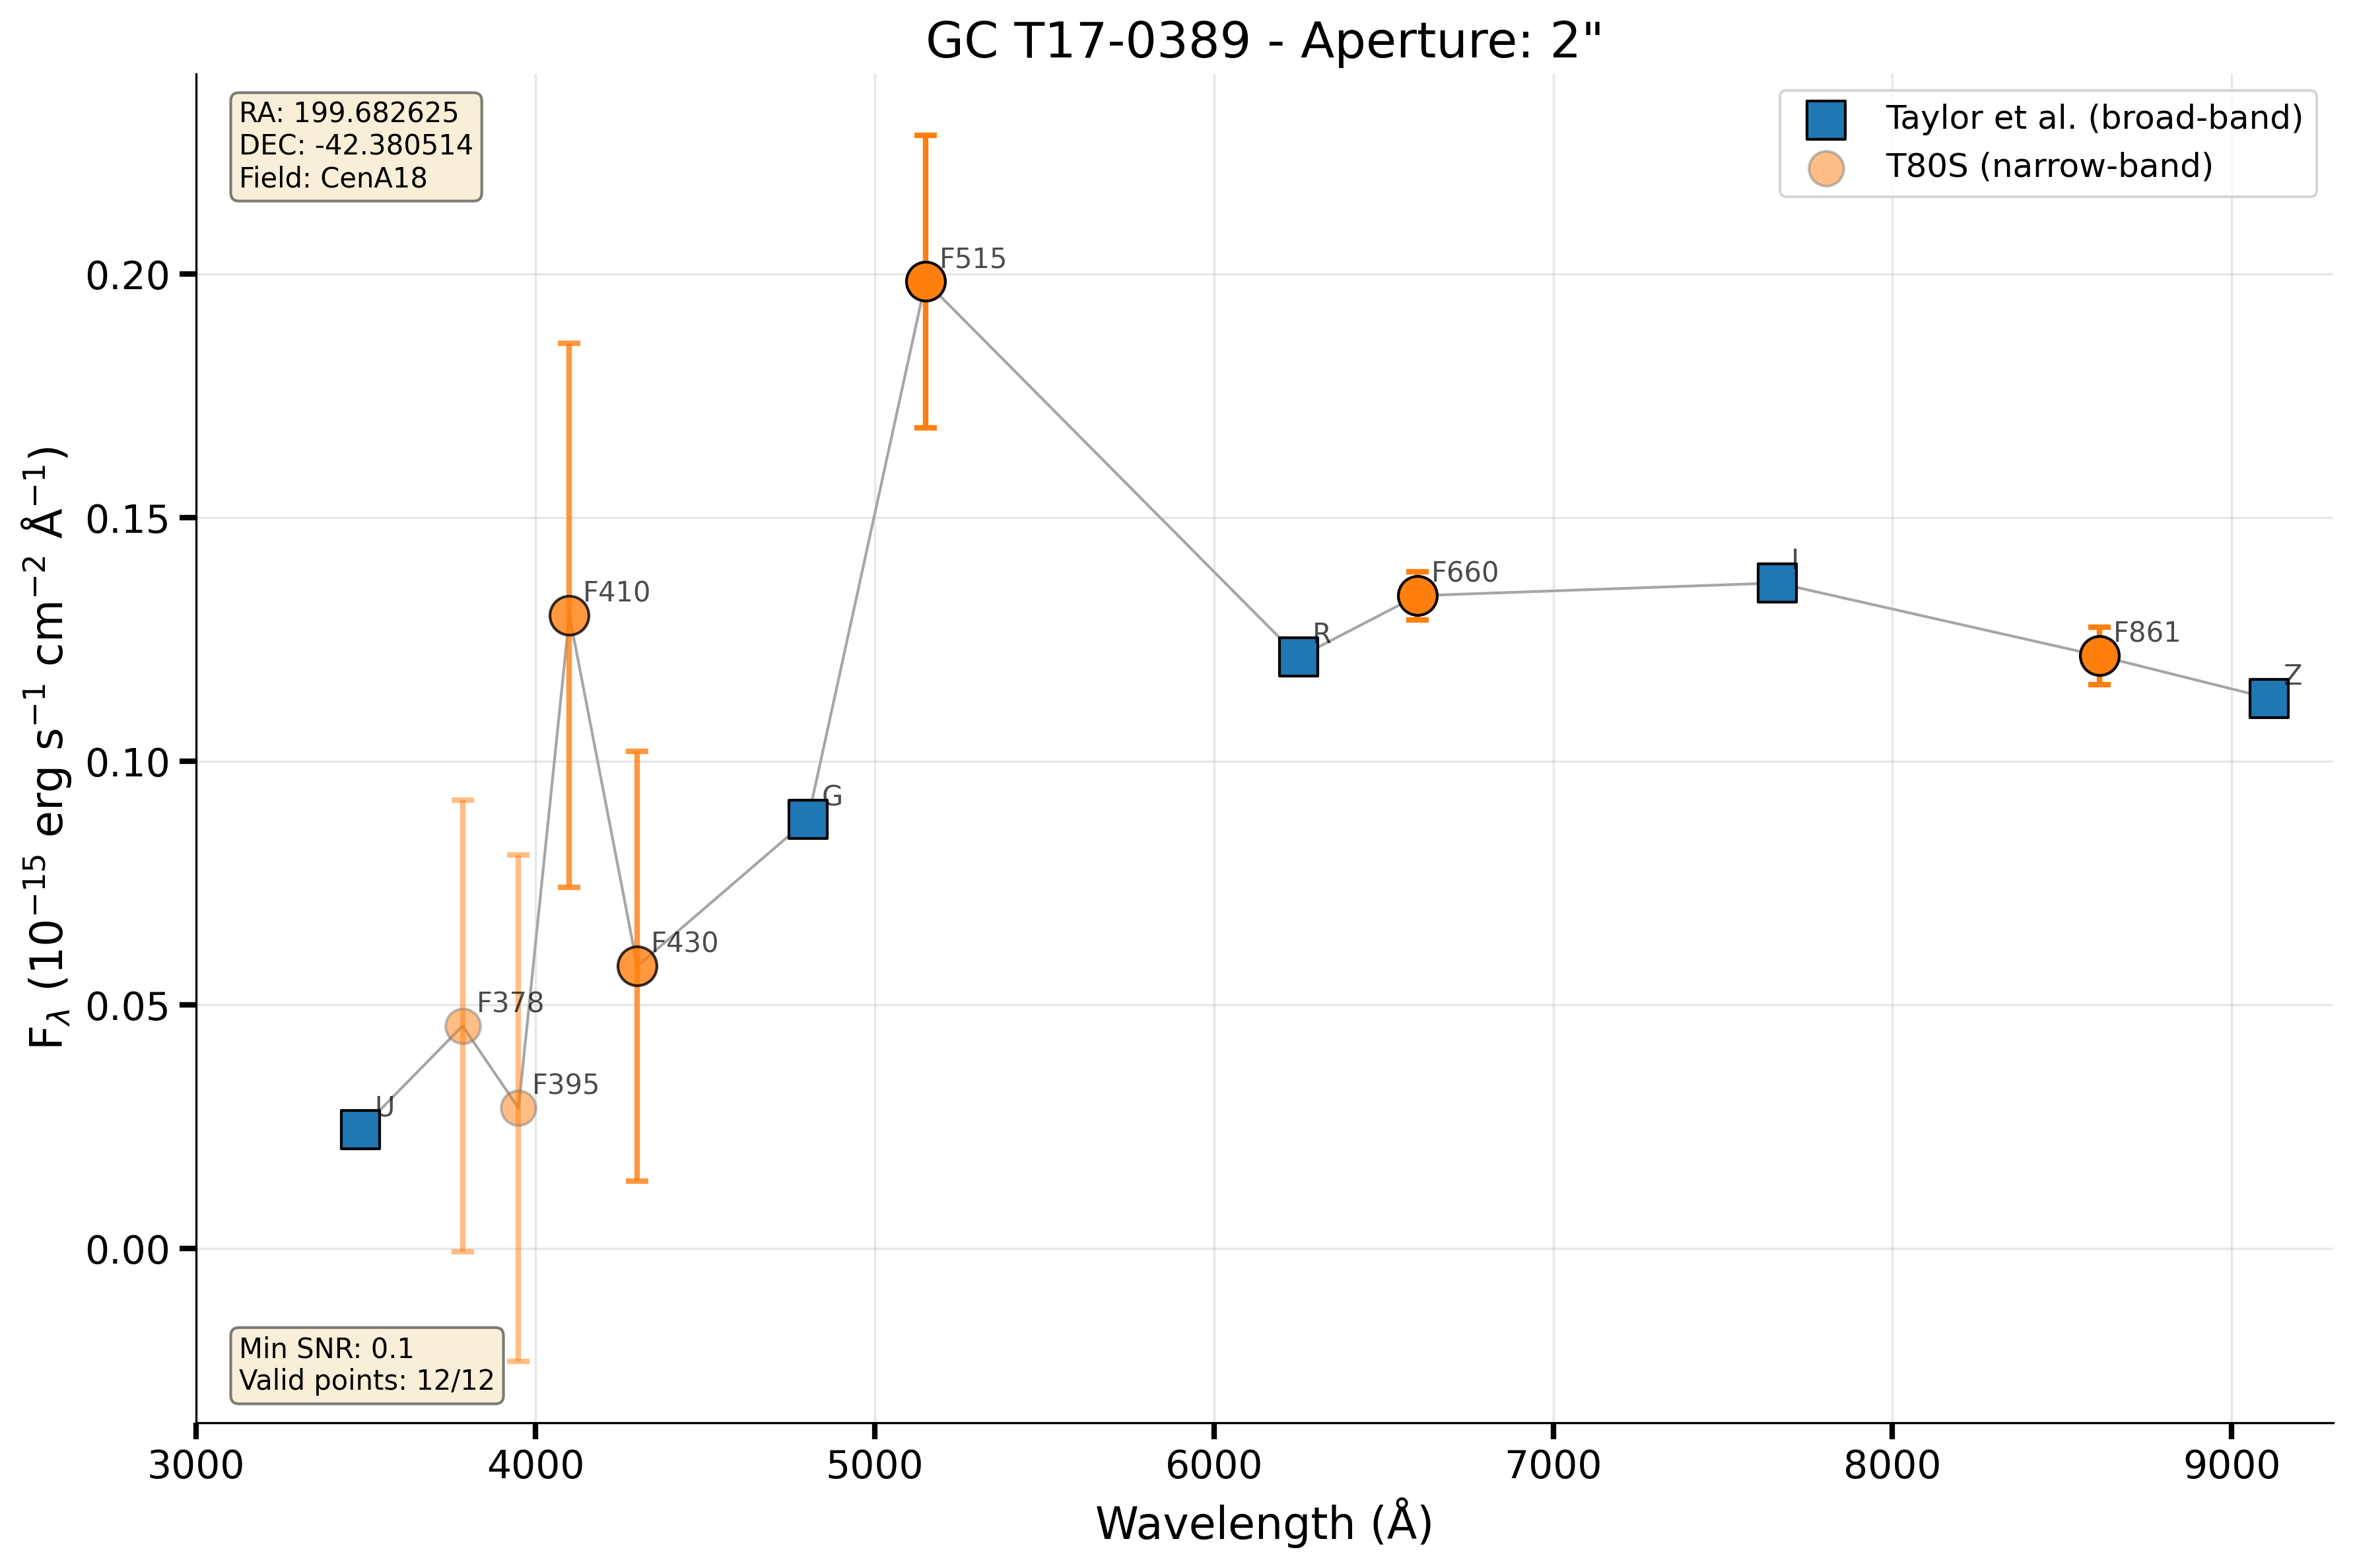 GC T17-0389 - Aperture: 2"
RA: 199.682625
DEC: -42.380514
Field: CenA18
Taylor et al. (broad-band)
T80S (narrow-band)
F515
F410
F660
I
R
F861
Z
G
F430
F378
F395
U
Min SNR: 0.1
Valid points: 12/12
0.20
0.15
0.10
0.05
0.00
F_λ (10⁻¹⁵ erg s⁻¹ cm⁻² Å⁻¹)
3000 4000 5000 6000 7000 8000 9000
Wavelength (Å)